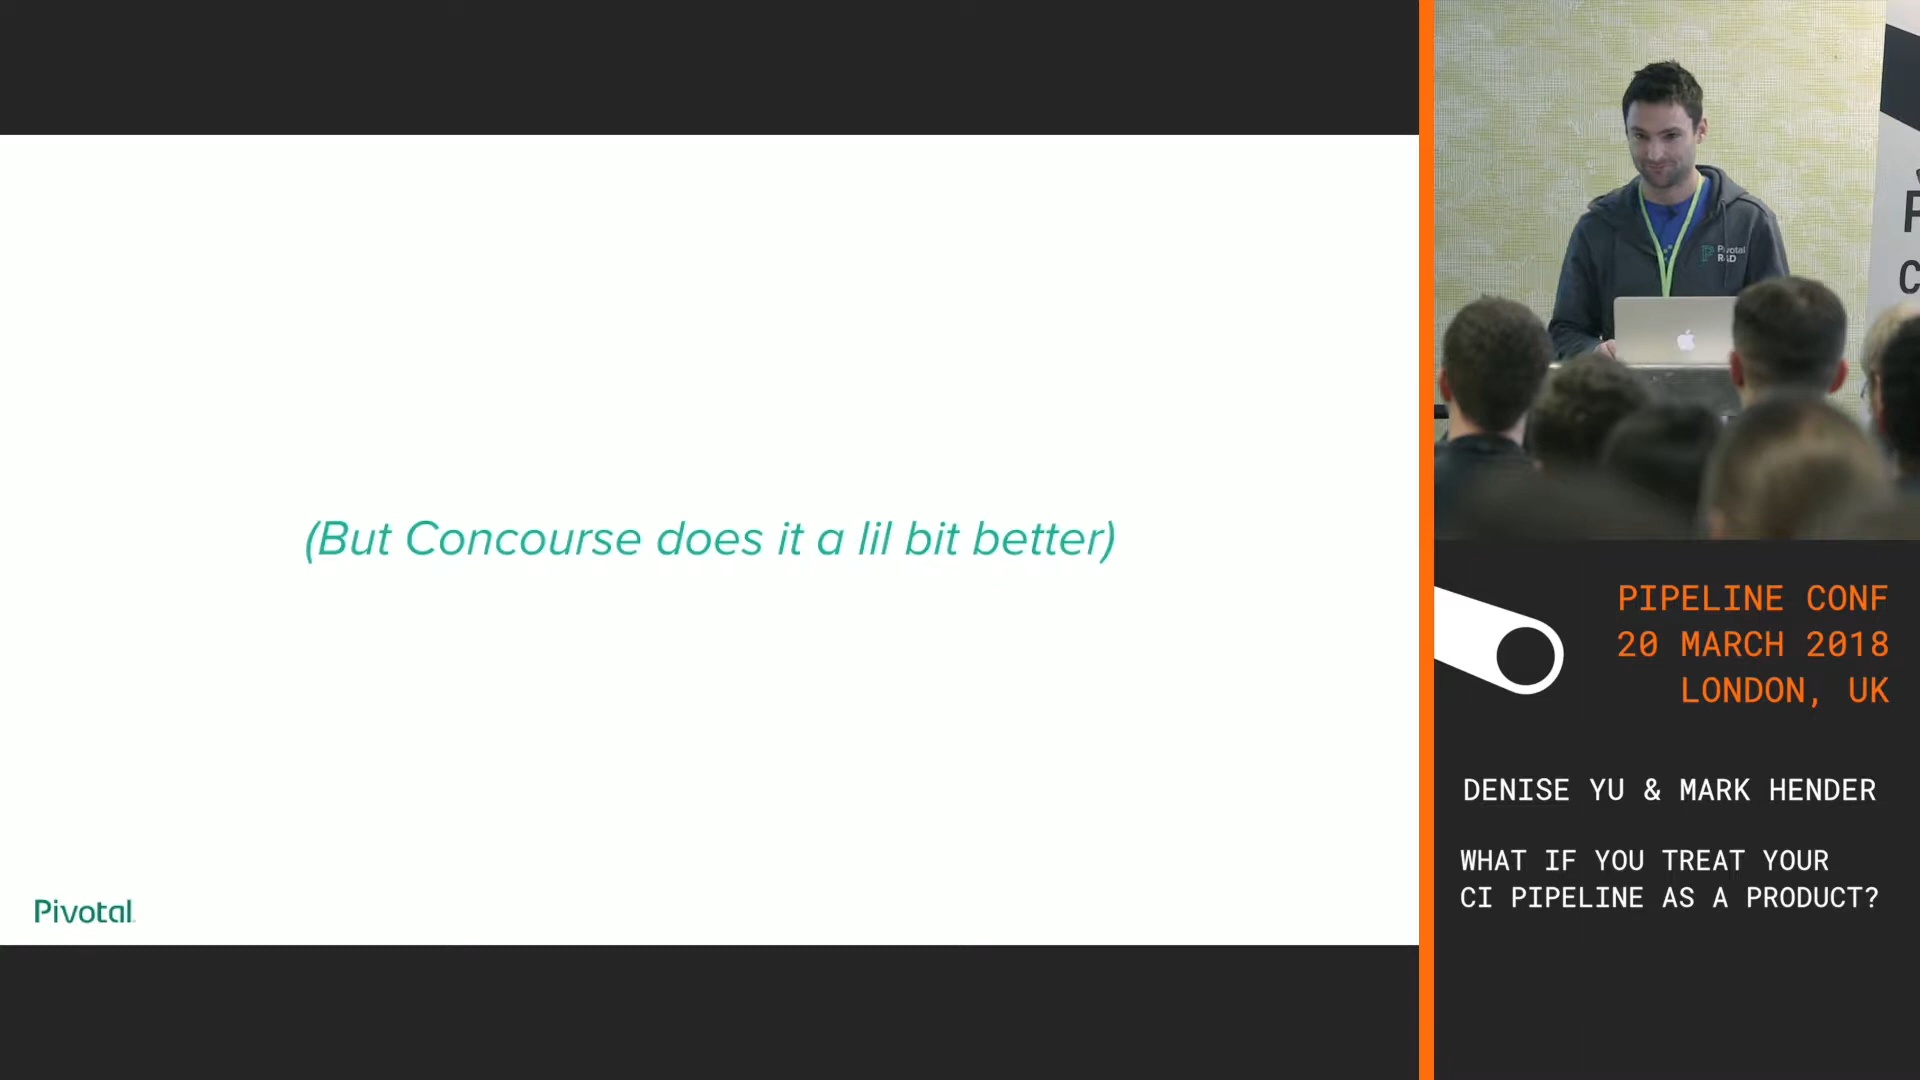 (But Concourse does it a lil bit better)
Pivotal
Pivotal
R&D
PIPELINE CONF
20 MARCH 2018
LONDON, UK
DENISE YU & MARK HENDER
WHAT IF YOU TREAT YOUR
CI PIPELINE AS A PRODUCT?